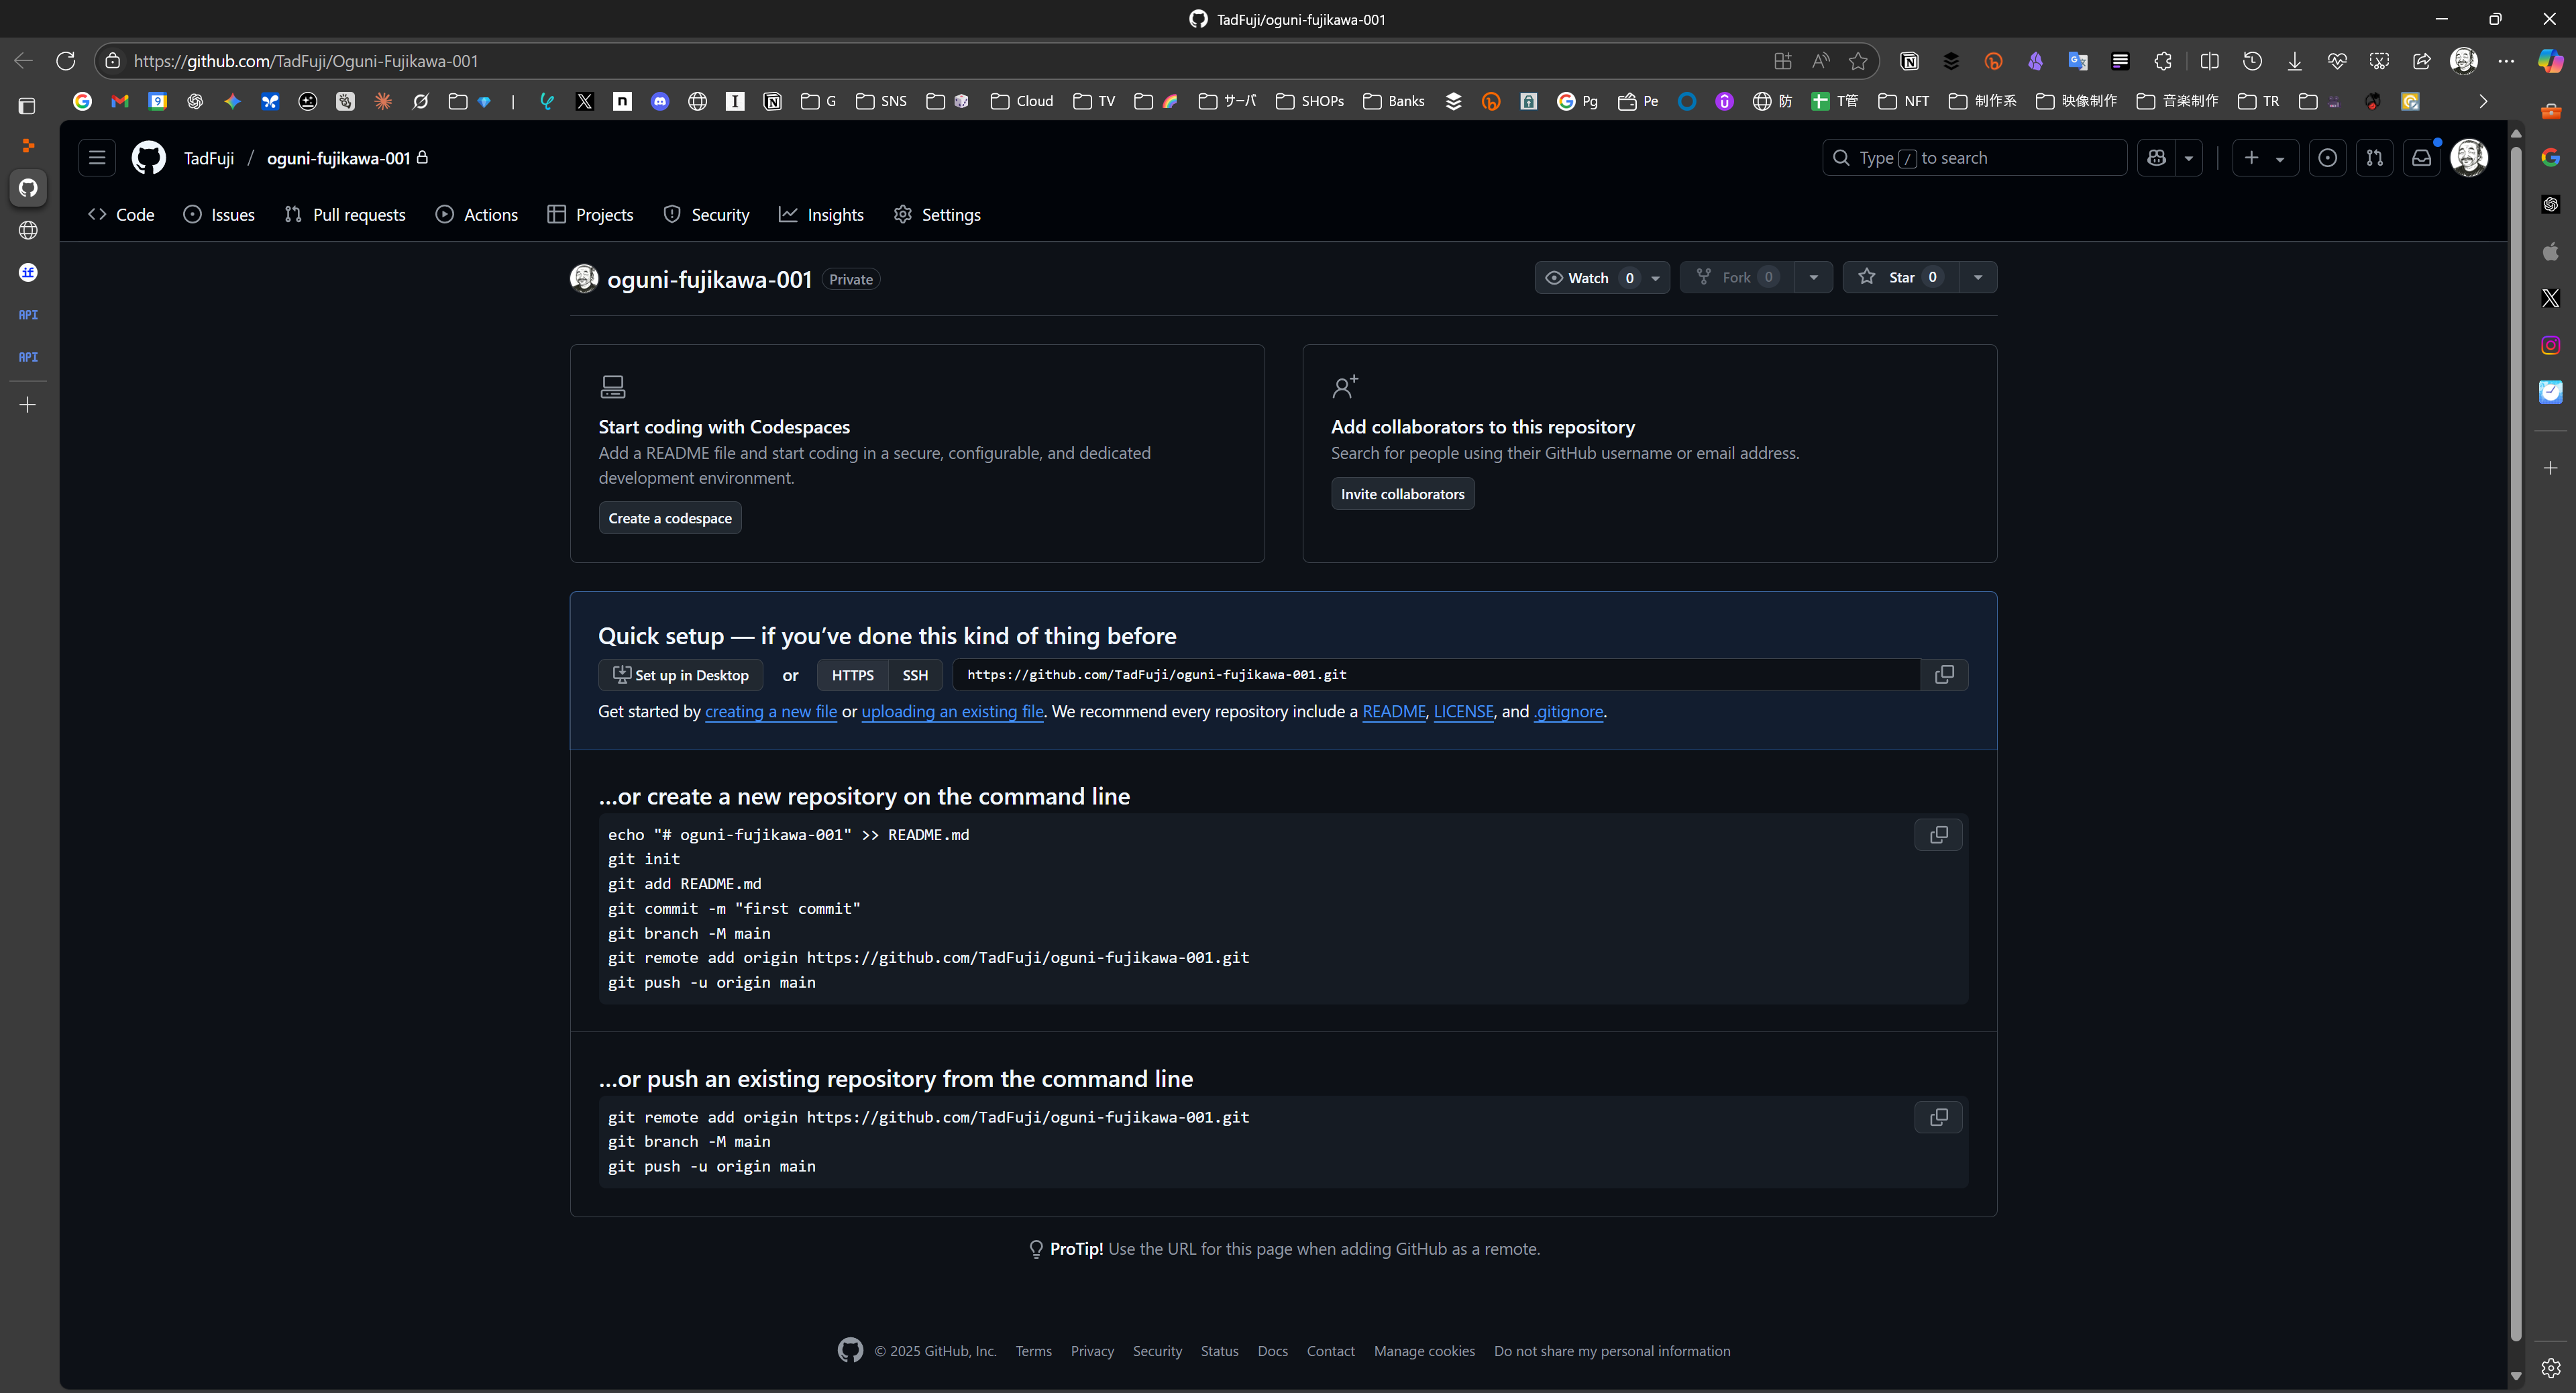 TadFuji/oguni-fujikawa-001
https://github.com/TadFuji/Oguni-Fujikawa-001
G
SNS
Cloud
TV
サーバ
SHOPs
Banks
Pg
Pe
防
T管
NFT
制作系
映像制作
音楽制作
TR
TadFuji / oguni-fujikawa-001
Type / to search
Code
Issues
Pull requests
Actions
Projects
Security
Insights
Settings
API
API
oguni-fujikawa-001 Private
Watch 0
Fork 0
Star 0
Start coding with Codespaces
Add a README file and start coding in a secure, configurable, and dedicated
development environment.
Create a codespace
Add collaborators to this repository
Search for people using their GitHub username or email address.
Invite collaborators
Quick setup — if you’ve done this kind of thing before
Set up in Desktop or HTTPS SSH https://github.com/TadFuji/oguni-fujikawa-001.git
Get started by creating a new file or uploading an existing file. We recommend every repository include a README, LICENSE, and .gitignore.
…or create a new repository on the command line
echo "# oguni-fujikawa-001" >> README.md
git init
git add README.md
git commit -m "first commit"
git branch -M main
git remote add origin https://github.com/TadFuji/oguni-fujikawa-001.git
git push -u origin main
…or push an existing repository from the command line
git remote add origin https://github.com/TadFuji/oguni-fujikawa-001.git
git branch -M main
git push -u origin main
ProTip! Use the URL for this page when adding GitHub as a remote.
© 2025 GitHub, Inc. Terms Privacy Security Status Docs Contact Manage cookies Do not share my personal information